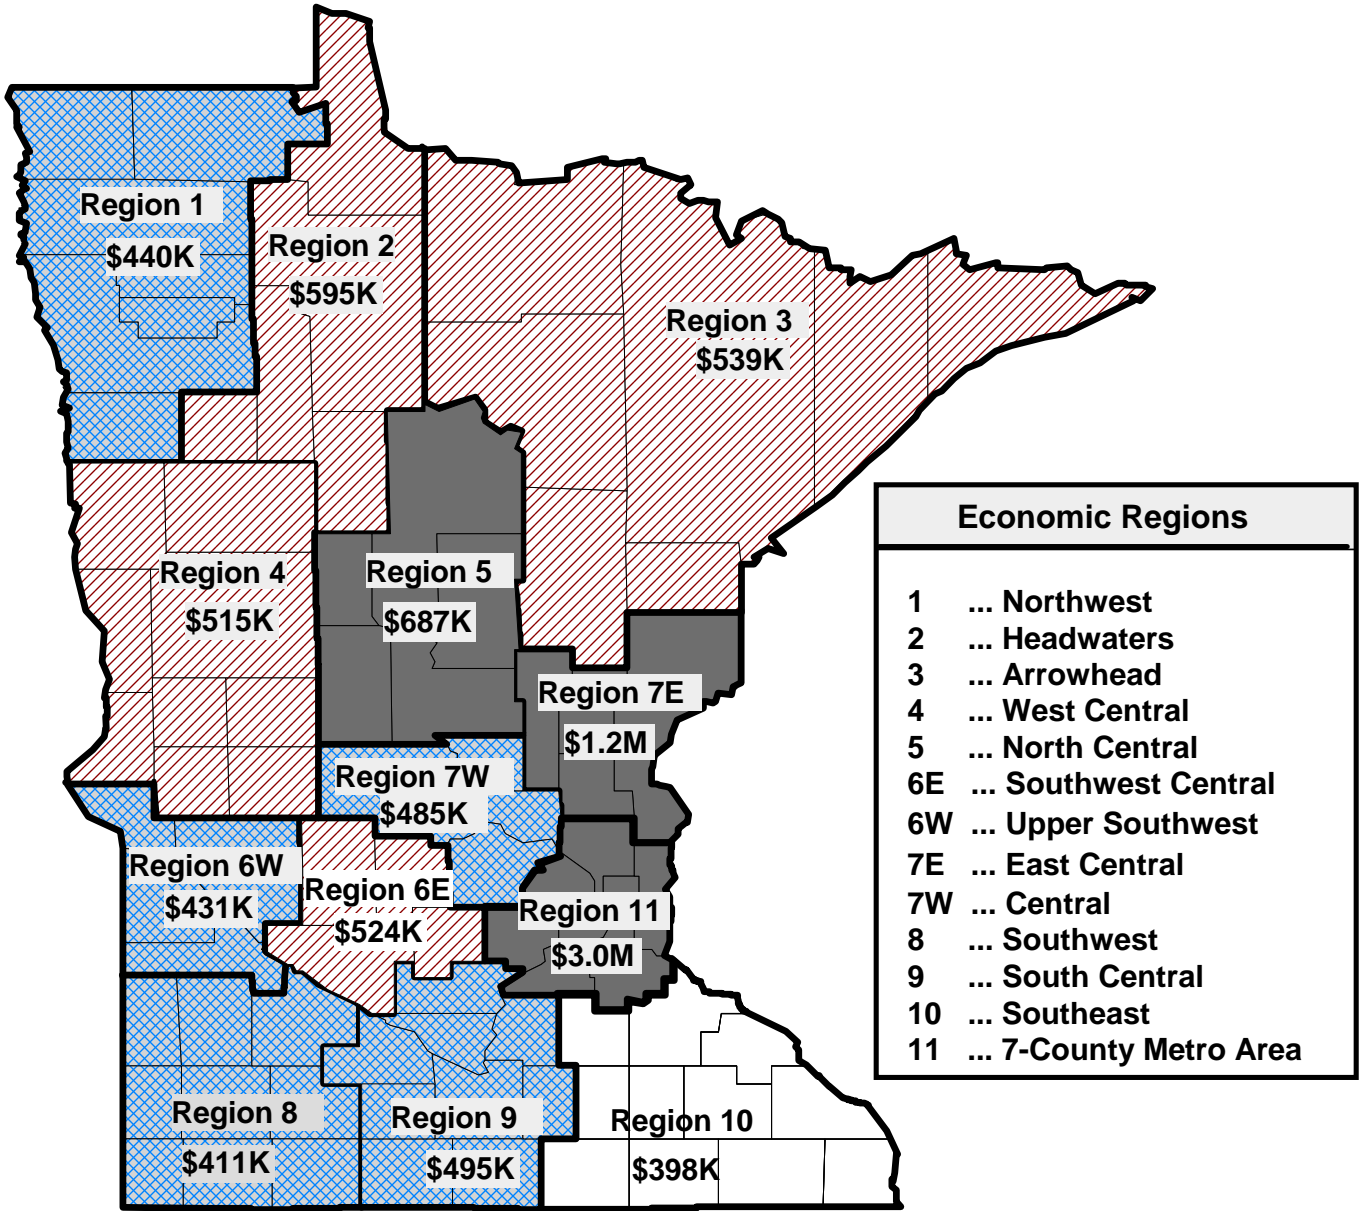 Region 1
$440K
Region 2
$595K
Region 3
$539K
Region 4
$515K
Region 5
$687K
Region 7E
$1.2M
Region 7W
$485K
Region 6W
$431K
Region 6E
$524K
Region 11
$3.0M
Region 8
$411K
Region 9
$495K
Region 10
$398K
Economic Regions
1 ... Northwest
2 ... Headwaters
3 ... Arrowhead
4 ... West Central
5 ... North Central
6E ... Southwest Central
6W ... Upper Southwest
7E ... East Central
7W ... Central
8 ... Southwest
9 ... South Central
10 ... Southeast
11 ... 7-County Metro Area